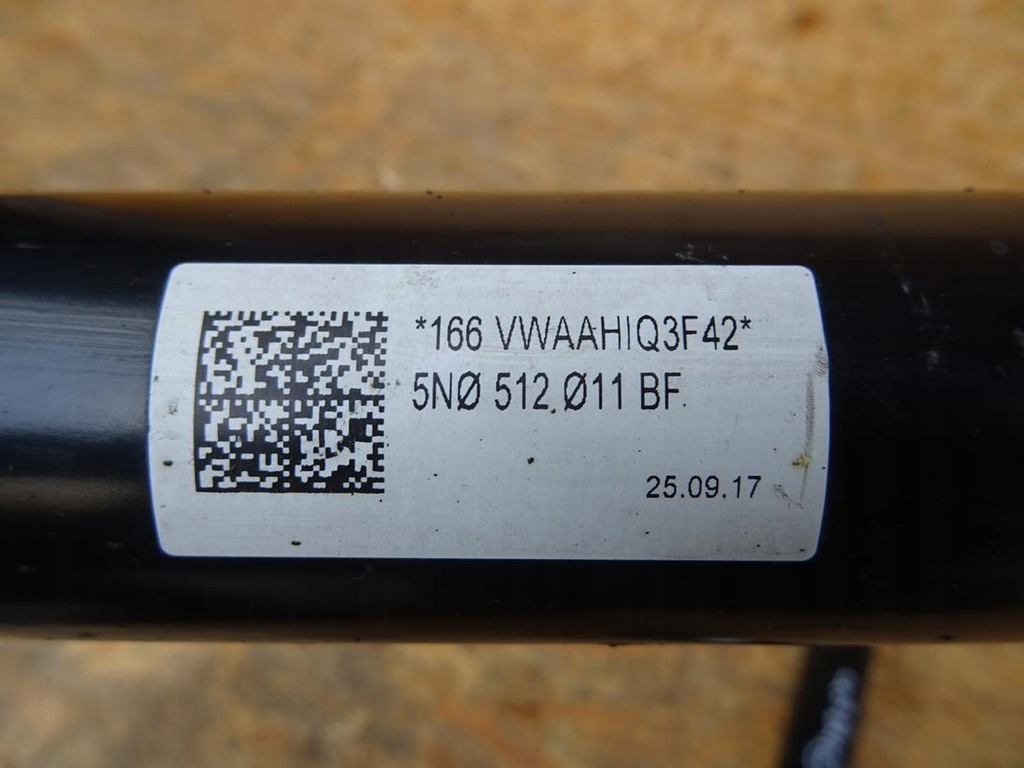 *166 VWAAHIQ3F42*
5NØ 512.Ø11 BF
25.09.17